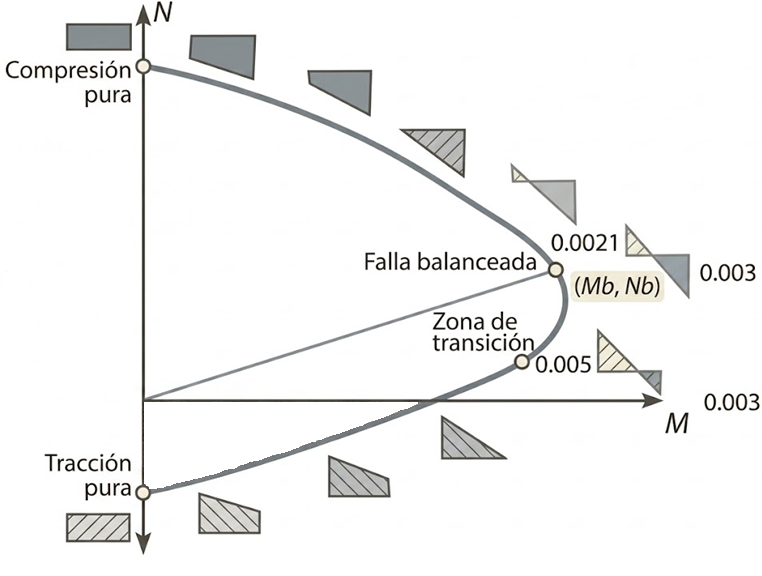 N
Compresión
pura
0.0021
Falla balanceada
(Mb, Nb)
0.003
Zona de
transición
0.005
0.003
M
Tracción
pura